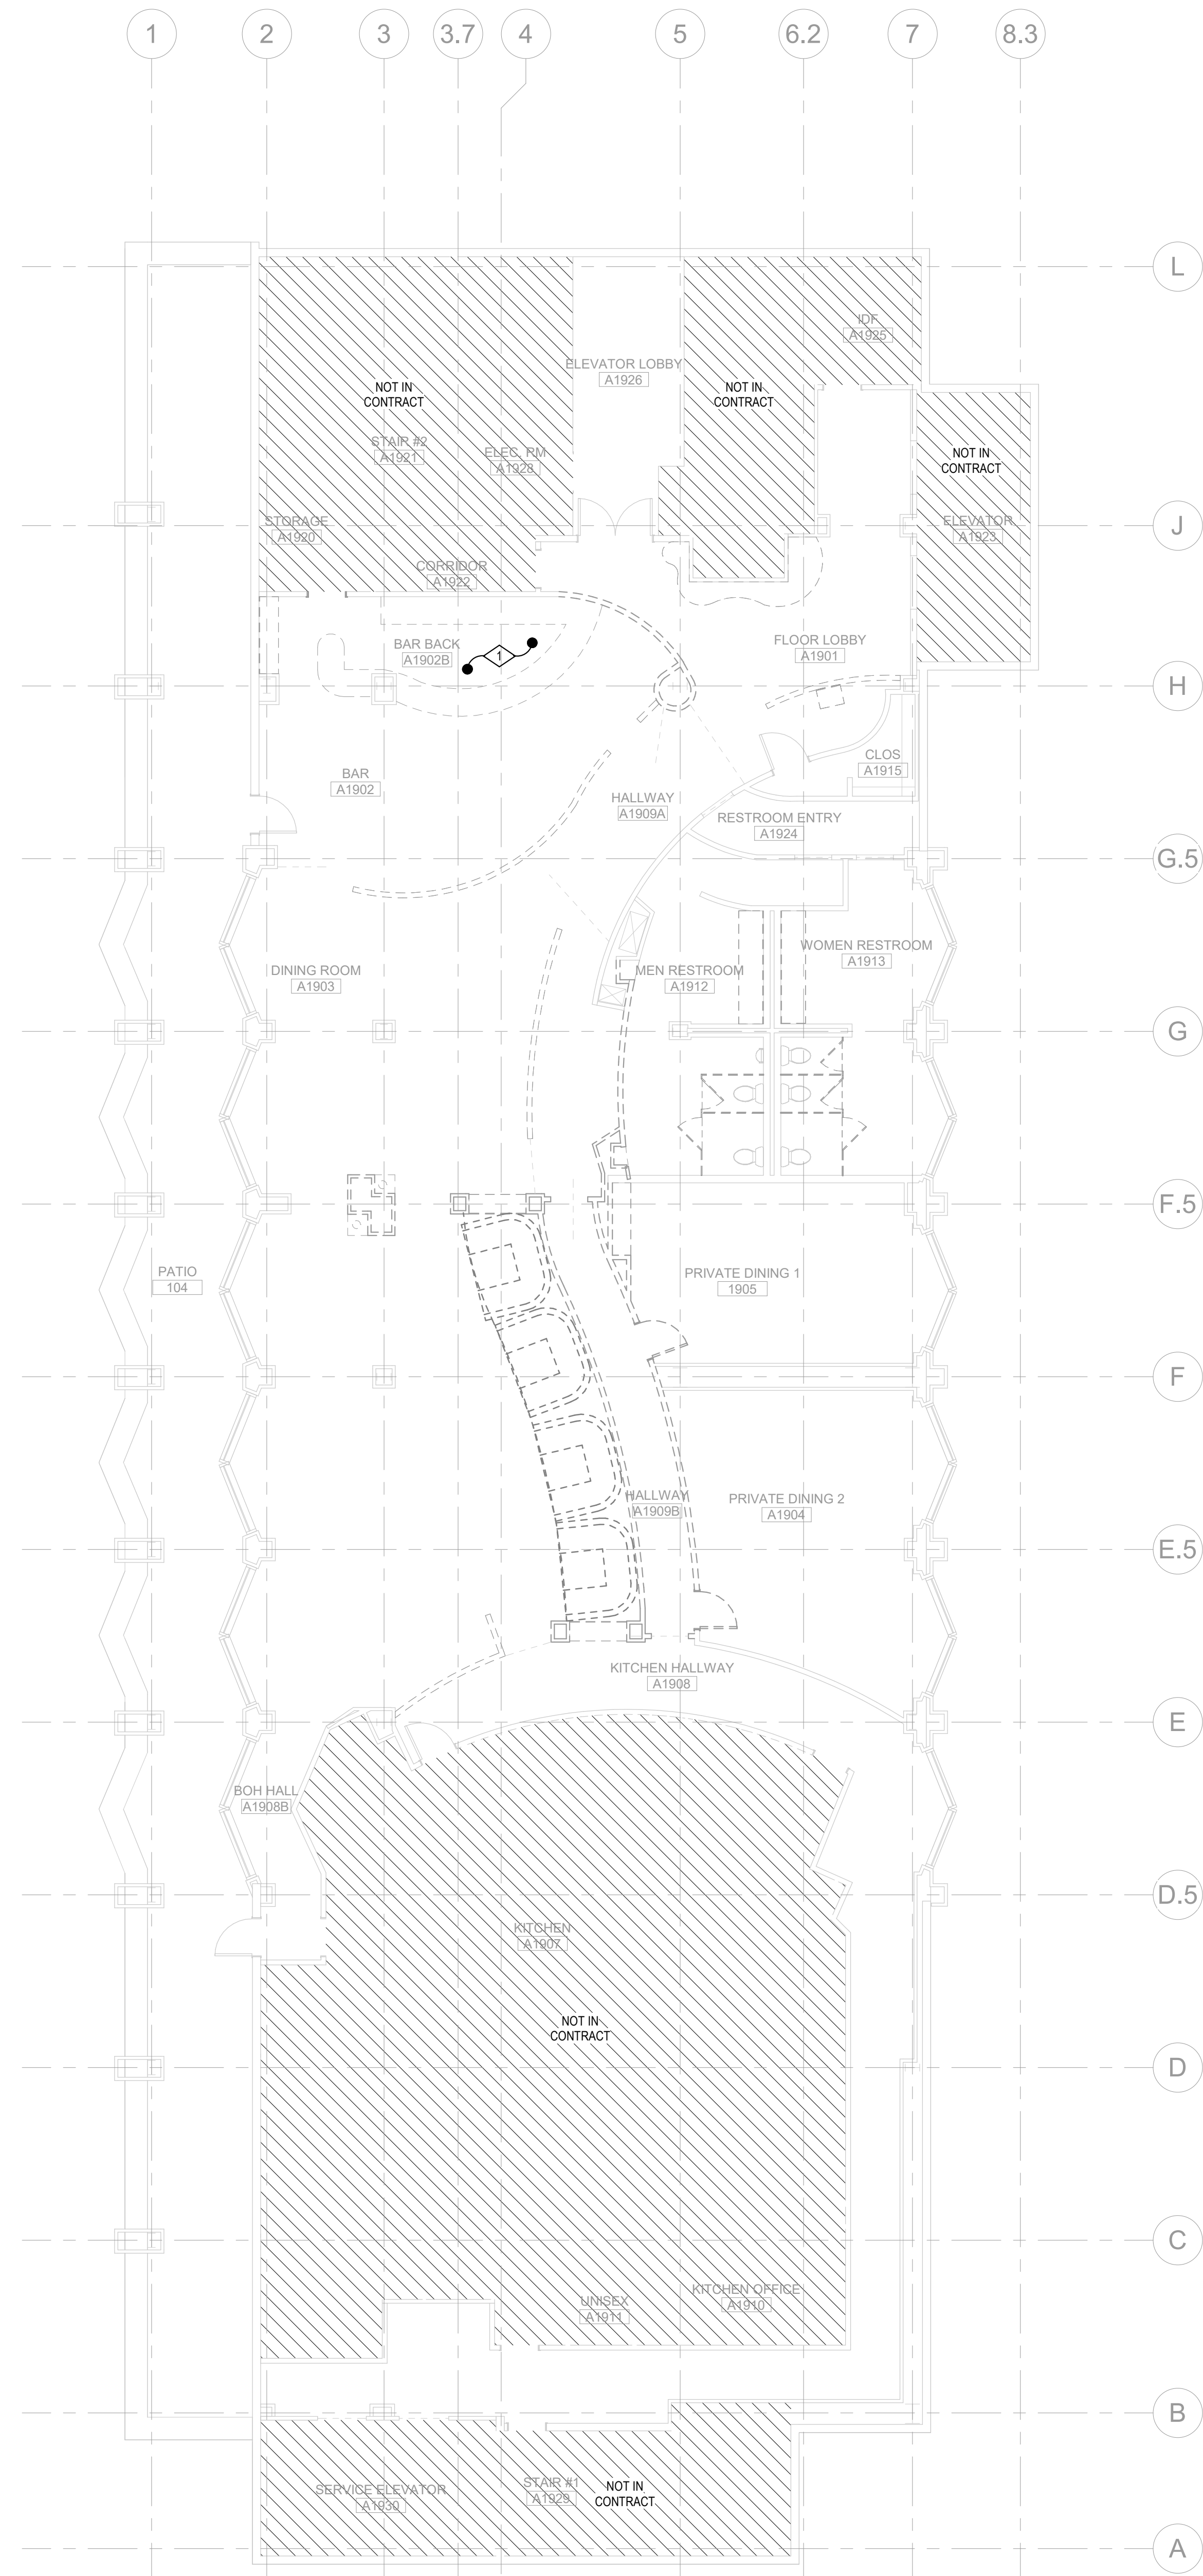 1
2
3
3.7
4
5
6.2
7
8.3
L
IDF
A1925
ELEVATOR LOBBY
A1926
NOT IN
CONTRACT
NOT IN
CONTRACT
STAIR #2
A1921
ELEC. RM
A1928
NOT IN
CONTRACT
STORAGE
A1920
ELEVATOR
A1923
J
CORRIDOR
A1922
BAR BACK
A1902B
1
FLOOR LOBBY
A1901
H
CLOS
A1915
BAR
A1902
HALLWAY
A1909A
RESTROOM ENTRY
A1924
G.5
WOMEN RESTROOM
A1913
DINING ROOM
A1903
MEN RESTROOM
A1912
G
F.5
PATIO
104
PRIVATE DINING 1
1905
F
HALLWAY
A1909B
PRIVATE DINING 2
A1904
E.5
KITCHEN HALLWAY
A1908
E
BOH HALL
A1908B
D.5
KITCHEN
A1907
NOT IN
CONTRACT
D
C
KITCHEN OFFICE
A1910
UNISEX
A1911
B
SERVICE ELEVATOR
A1930
STAIR #1
A1929
NOT IN
CONTRACT
A